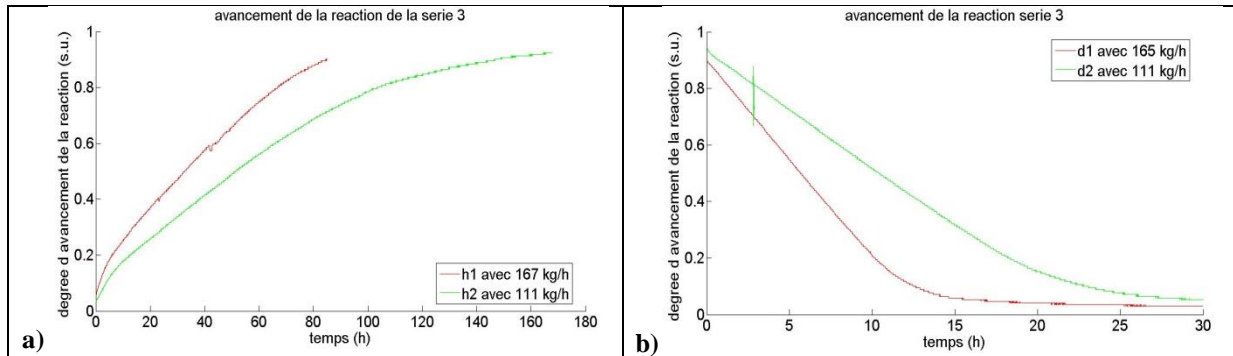 avancement de la reaction de la serie 3
degree d avancement de la reaction (s.u.)
1
0.8
0.6
0.4
0.2
0
0 20 40 60 80 100 120 140 160 180
temps (h)
h1 avec 167 kg/h
h2 avec 111 kg/h
a)
avancement de la reaction serie 3
degree d avancement de la reaction (s.u.)
1
0.8
0.6
0.4
0.2
0
0 5 10 15 20 25 30
temps (h)
d1 avec 165 kg/h
d2 avec 111 kg/h
b)